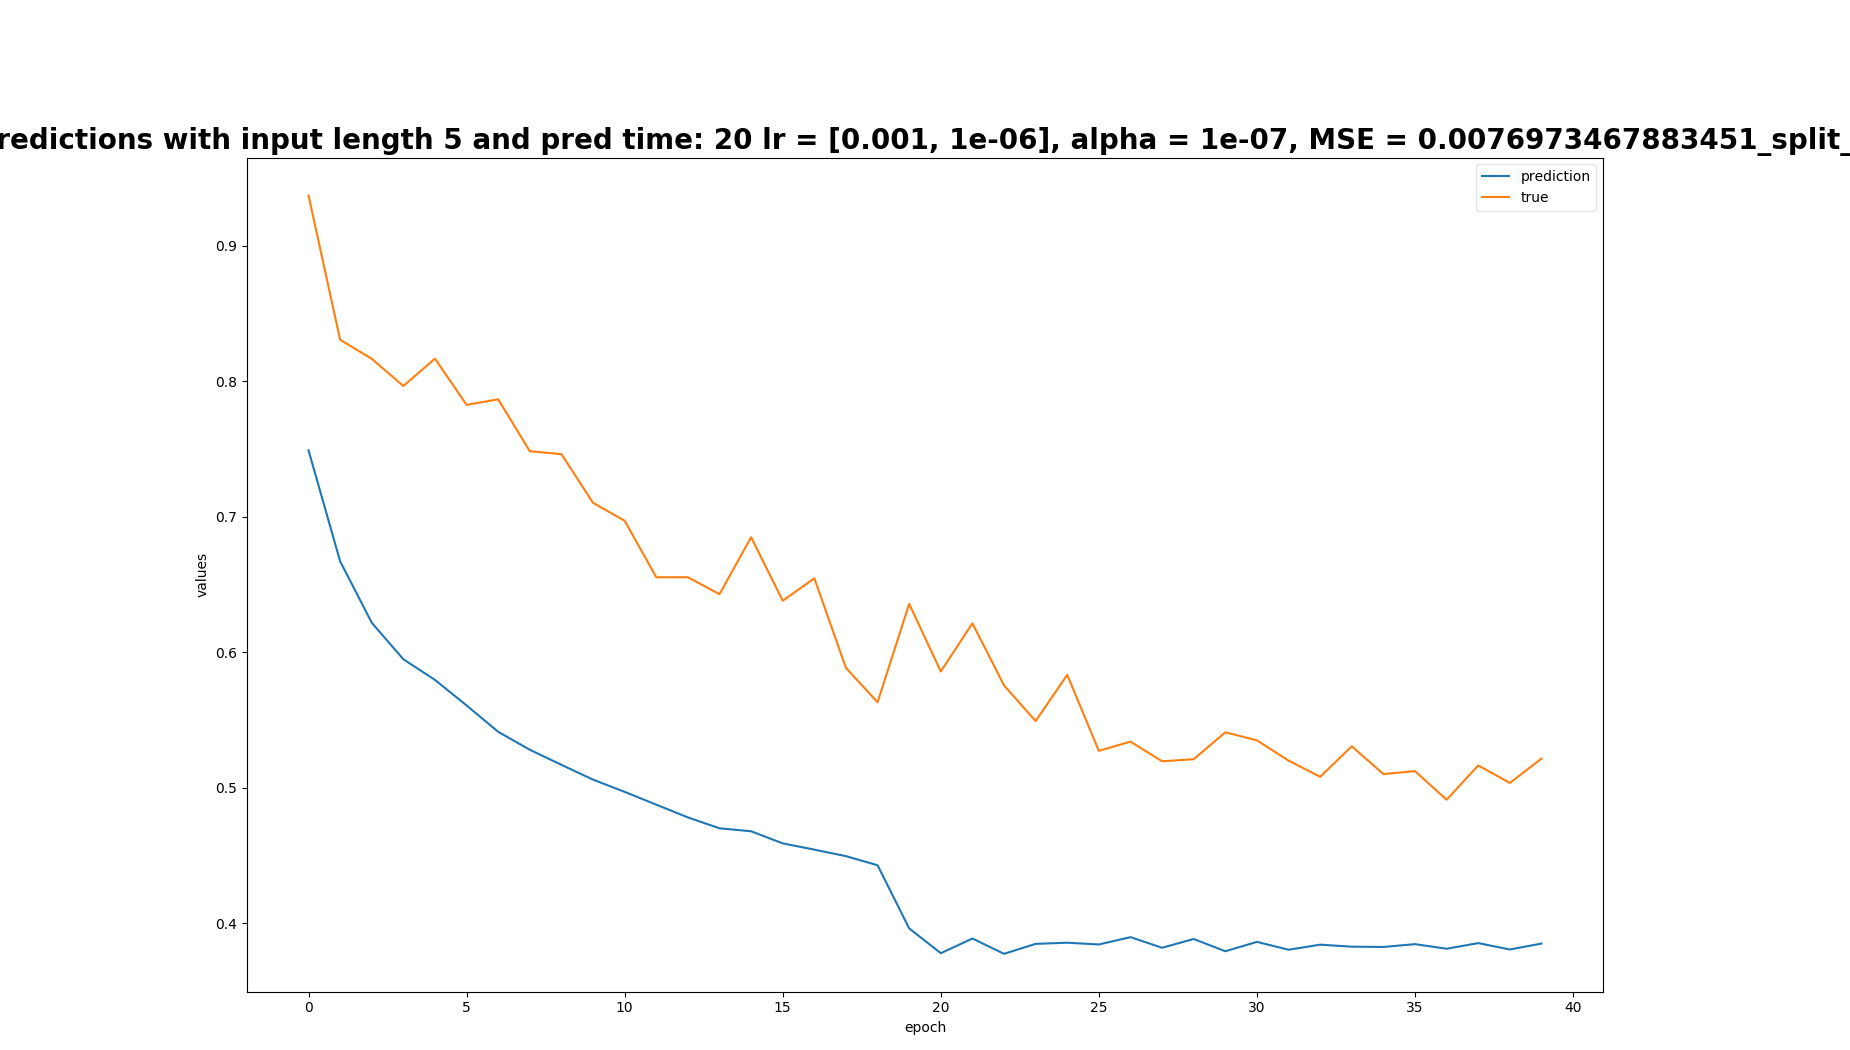 redictions with input length 5 and pred time: 20 lr = [0.001, 1e-06], alpha = 1e-07, MSE = 0.0076973467883451_split_
prediction
true
0.9
0.8
0.7
0.6
0.5
0.4
values
0 5 10 15 20 25 30 35 40
epoch